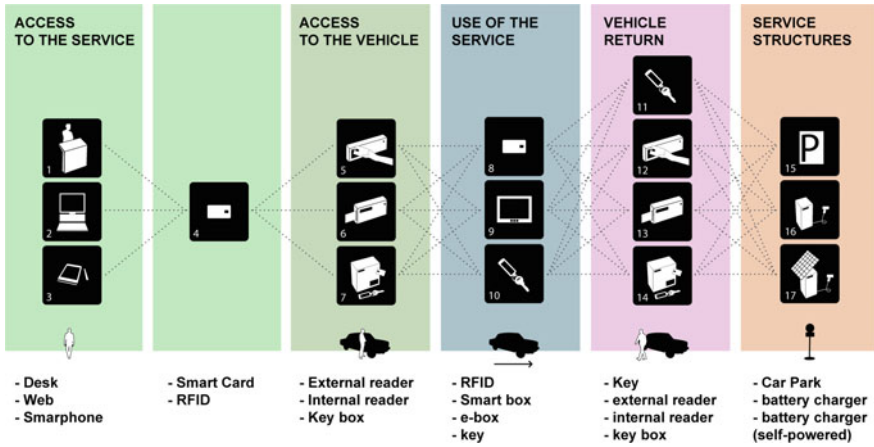 ACCESS
TO THE SERVICE
ACCESS
TO THE VEHICLE
USE OF THE
SERVICE
VEHICLE
RETURN
SERVICE
STRUCTURES
1
2
3
4
5
6
7
8
9
10
11
12
13
14
P
15
16
17
- Desk
- Web
- Smarphone
- Smart Card
- RFID
- External reader
- Internal reader
- Key box
- RFID
- Smart box
- e-box
- key
- Key
- external reader
- internal reader
- key box
- Car Park
- battery charger
- battery charger
(self-powered)